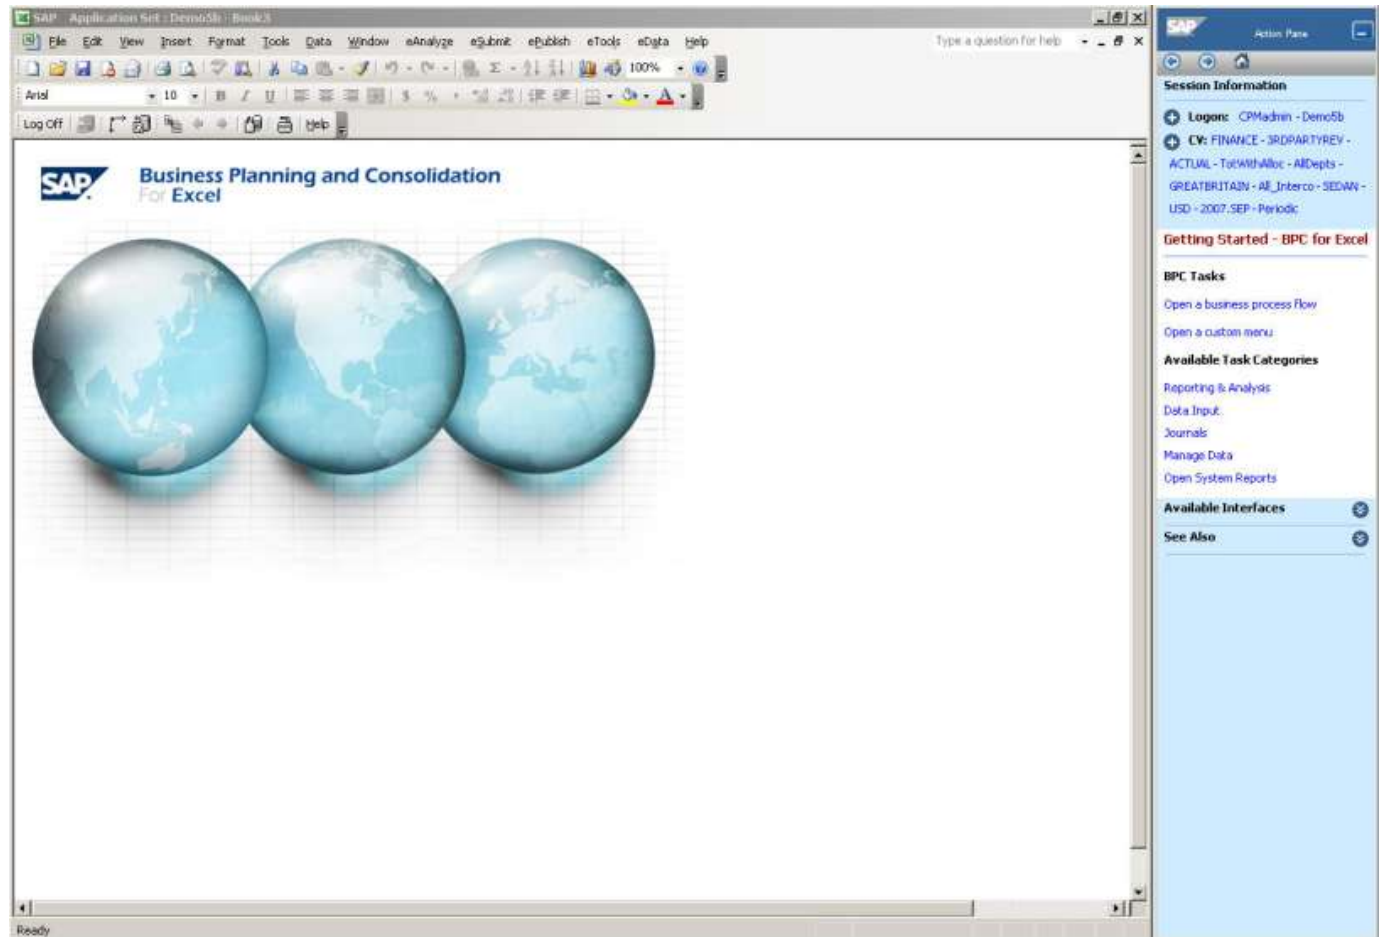 SAP Application Set : Demo5b - Book3
File Edit View Insert Format Tools Data Window eAnalyze eSubmit ePublish eTools eData Help
Type a question for help
100%
Arial
10
B I U
$ %
Log Off
Help
SAP
Business Planning and Consolidation
For Excel
Ready
SAP
Action Pane
Session Information
Logon: CPMadmin - Demo5b
CV: FINANCE - 3RDPARTYREV -
ACTUAL - TotWithAlloc - AllDepts -
GREATBRITAIN - All_Interco - SEDAN -
USD - 2007.SEP - Periodic
Getting Started - BPC for Excel
BPC Tasks
Open a business process flow
Open a custom menu
Available Task Categories
Reporting & Analysis
Data Input
Journals
Manage Data
Open System Reports
Available Interfaces
See Also